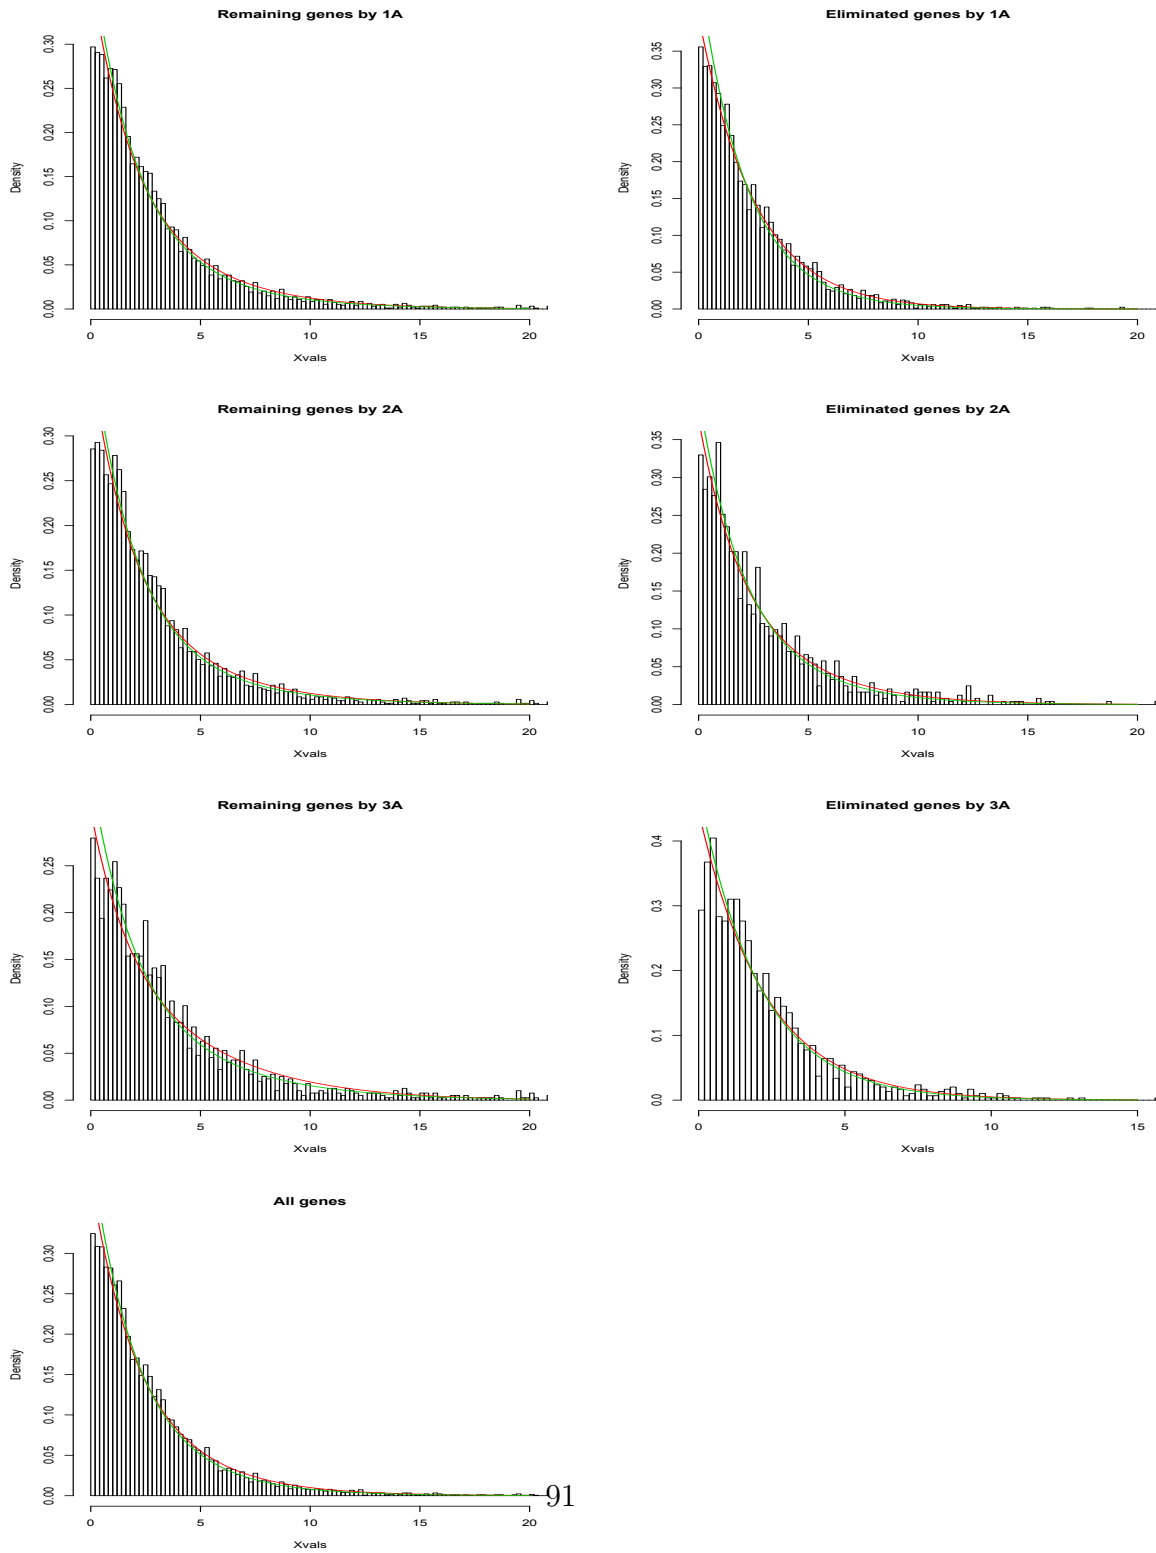 Remaining genes by 1A
Density
0.00 0.05 0.10 0.15 0.20 0.25 0.30
0 5 10 15 20
Xvals
Eliminated genes by 1A
Density
0.00 0.05 0.10 0.15 0.20 0.25 0.30 0.35
0 5 10 15 20
Xvals
Remaining genes by 2A
Density
0.00 0.05 0.10 0.15 0.20 0.25 0.30
0 5 10 15 20
Xvals
Eliminated genes by 2A
Density
0.00 0.05 0.10 0.15 0.20 0.25 0.30 0.35
0 5 10 15 20
Xvals
Remaining genes by 3A
Density
0.00 0.05 0.10 0.15 0.20 0.25
0 5 10 15 20
Xvals
Eliminated genes by 3A
Density
0.0 0.1 0.2 0.3 0.4
0 5 10 15
Xvals
All genes
Density
0.00 0.05 0.10 0.15 0.20 0.25 0.30
0 5 10 15 20
Xvals
91